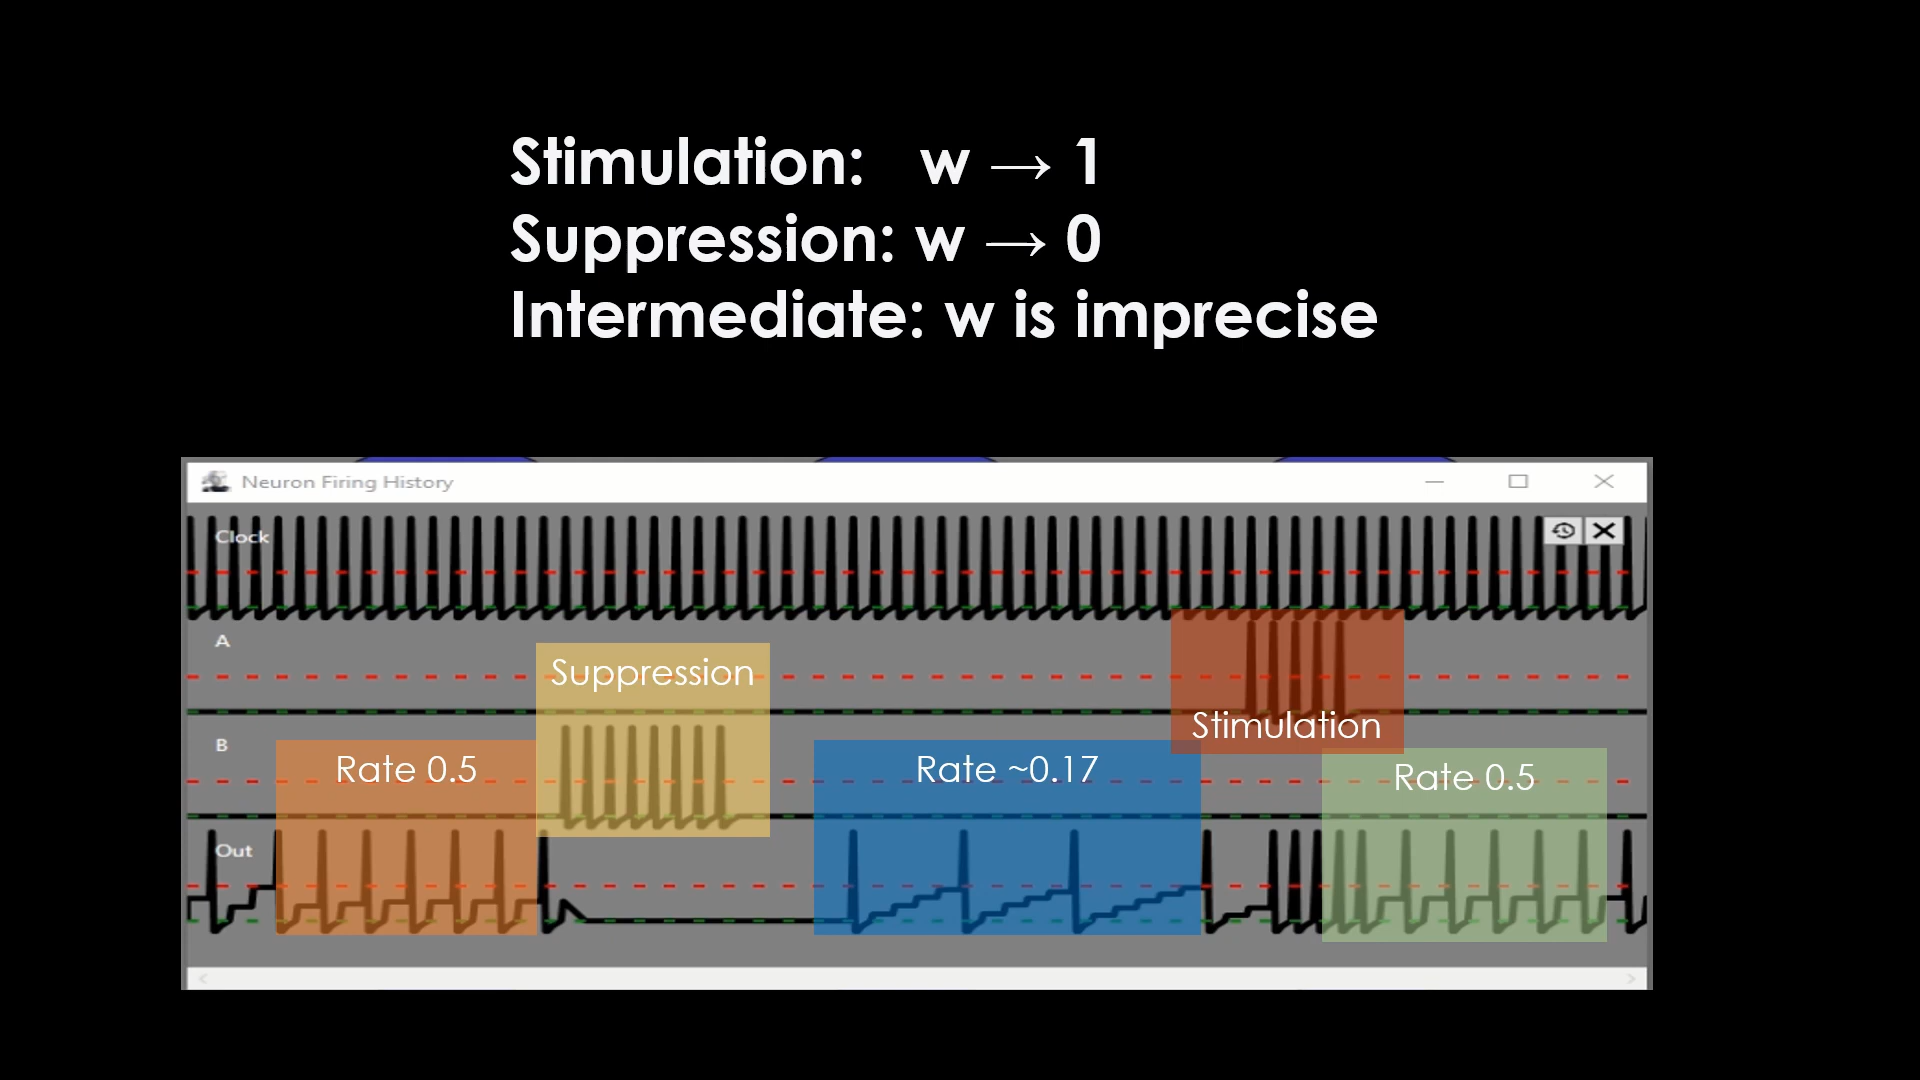 Stimulation: w → 1
Suppression: w → 0
Intermediate: w is imprecise
Neuron Firing History
Clock
A
Suppression
Stimulation
B
Rate 0.5
Rate ~0.17
Rate 0.5
Out